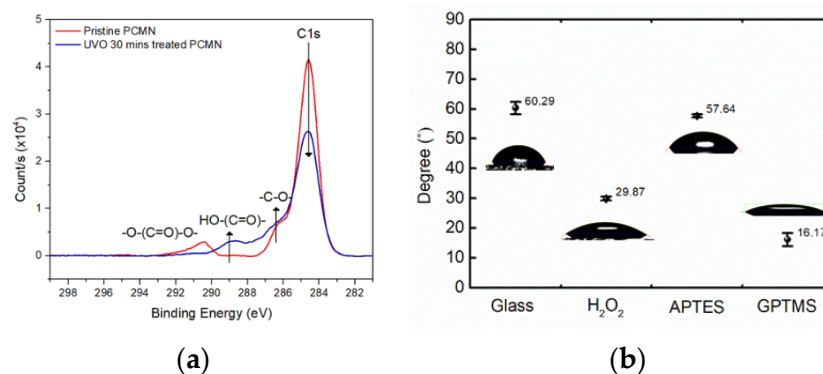 Pristine PCMN
UVO 30 mins treated PCMN
C1s
-C-O-
HO-(C=O)-
-O-(C=O)-O-
5
4
3
2
1
0
Count/s (x10⁴)
298 296 294 292 290 288 286 284 282
Binding Energy (eV)
(a)
90
80
70
60
50
40
30
20
10
0
Degree (°)
60.29
57.64
29.87
16.17
Glass H₂O₂ APTES GPTMS
(b)